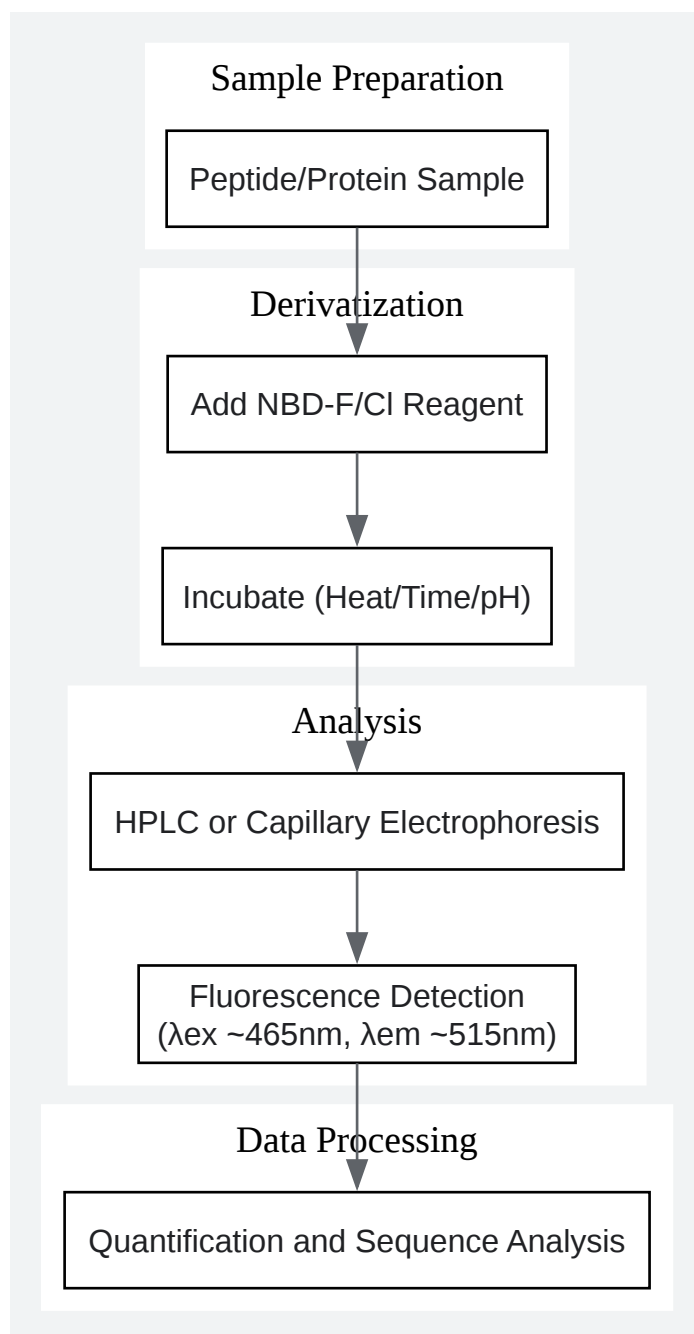 Sample Preparation
Peptide/Protein Sample
Derivatization
Add NBD-F/Cl Reagent
Incubate (Heat/Time/pH)
Analysis
HPLC or Capillary Electrophoresis
Fluorescence Detection
(λex ~465nm, λem ~515nm)
Data Processing
Quantification and Sequence Analysis